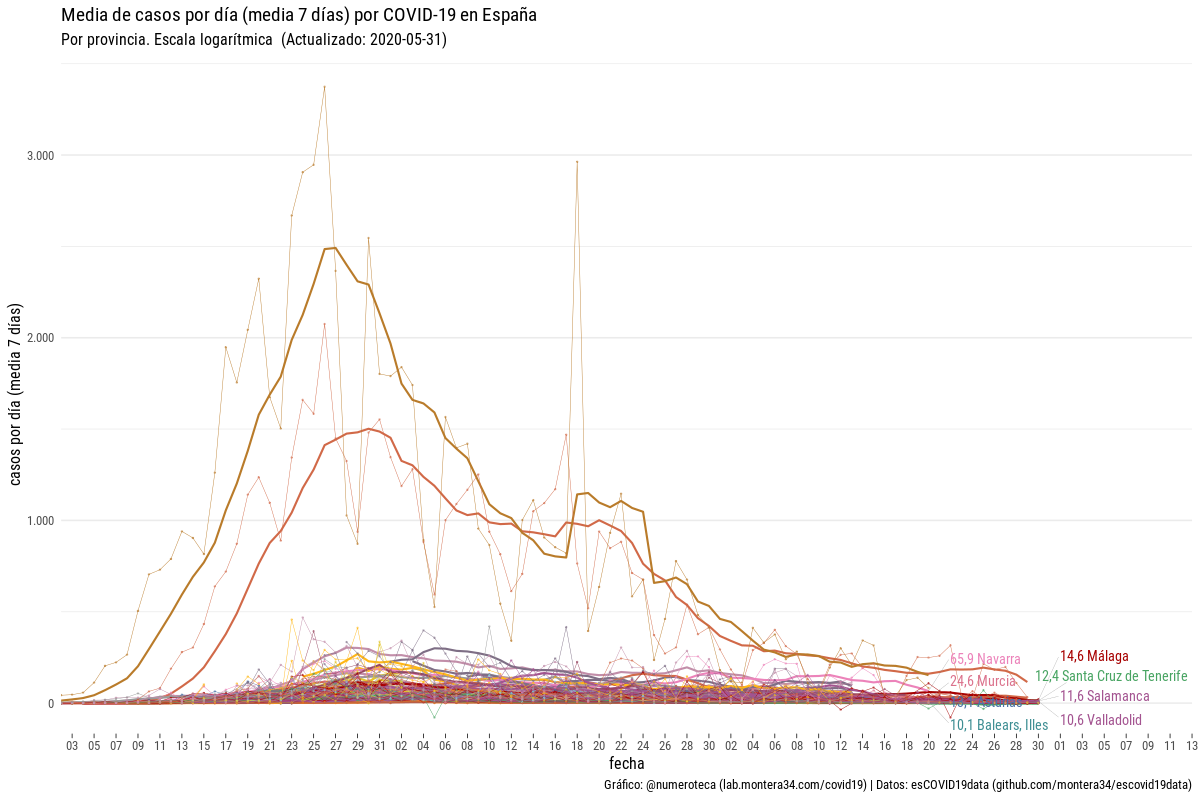 Media de casos por día (media 7 días) por COVID-19 en España
Por provincia. Escala logarítmica (Actualizado: 2020-05-31)
casos por día (media 7 días)
3.000
2.000
1.000
0
65,9 Navarra
24,6 Murcia
10,1 Balears, Illes
14,6 Málaga
12,4 Santa Cruz de Tenerife
11,6 Salamanca
10,6 Valladolid
03 05 07 09 11 13 15 17 19 21 23 25 27 29 31 02 04 06 08 10 12 14 16 18 20 22 24 26 28 30 02 04 06 08 10 12 14 16 18 20 22 24 26 28 30 01 03 05 07 09 11 13
fecha
Gráfico: @numeroteca (lab.montera34.com/covid19) | Datos: esCOVID19data (github.com/montera34/escovid19data)